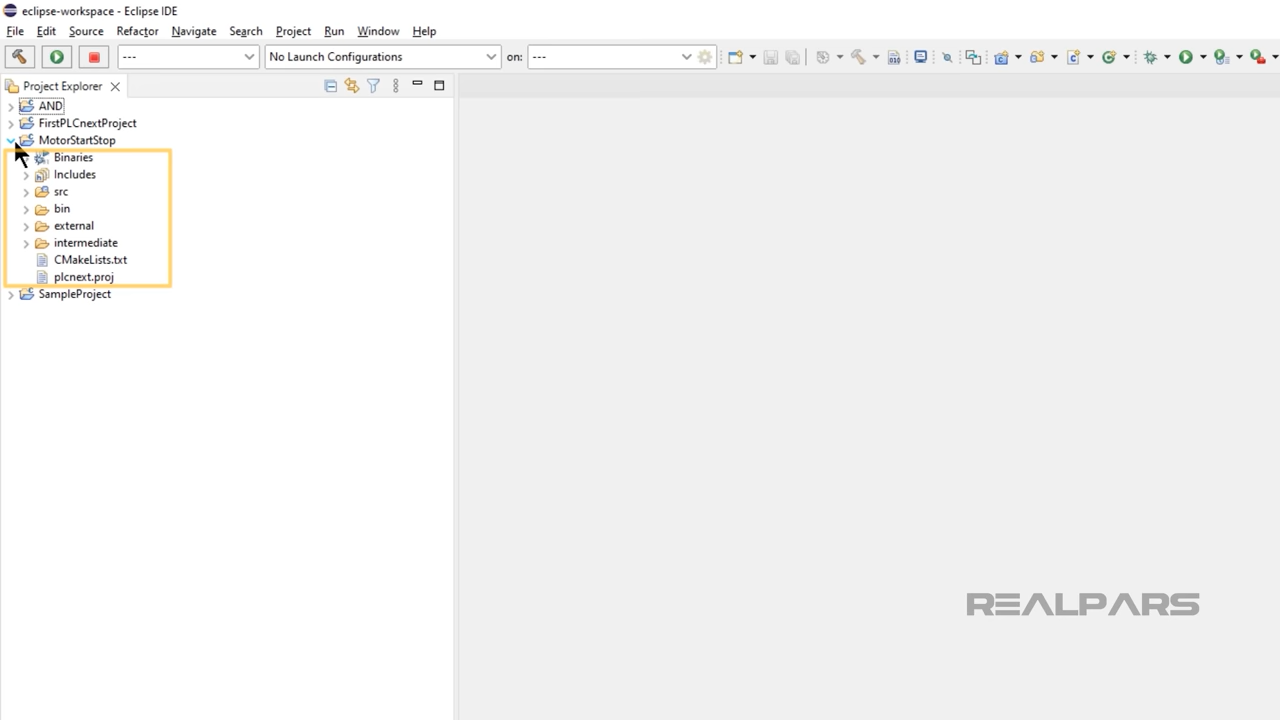 eclipse-workspace - Eclipse IDE
File Edit Source Refactor Navigate Search Project Run Window Help
--- No Launch Configurations on: ---
Project Explorer
AND
FirstPLCnextProject
MotorStartStop
Binaries
Includes
src
bin
external
intermediate
CMakeLists.txt
plcnext.proj
SampleProject
REALPARS